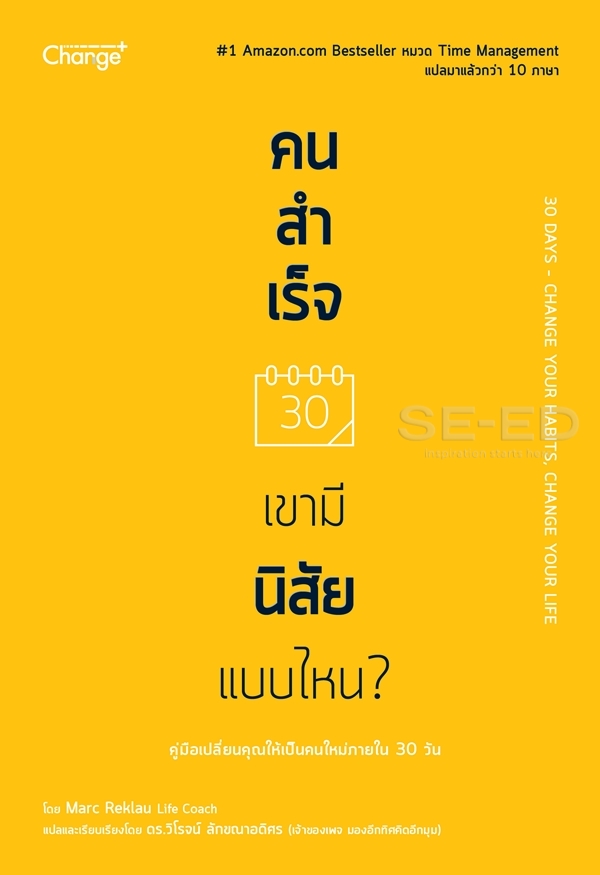 Change+
#1 Amazon.com Bestseller หมวด Time Management
แปลมาแล้วกว่า 10 ภาษา
คน
สำ
เร็จ
30
เขามี
นิสัย
แบบไหน?
30 DAYS - CHANGE YOUR HABITS, CHANGE YOUR LIFE
SE-ED
คู่มือเปลี่ยนคุณให้เป็นคนใหม่ภายใน 30 วัน
โดย Marc Reklau Life Coach
แปลและเรียบเรียงโดย ดร.วิโรจน์ ลักขณาอดิศร (เจ้าของเพจ มองอีกทิศคิดอีกมุม)